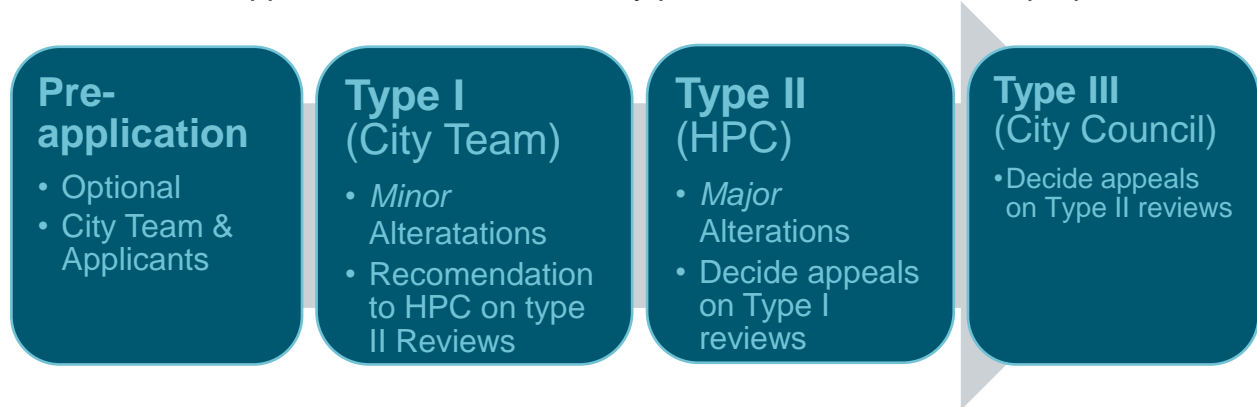 Pre-
application
• Optional
• City Team &
Applicants
Type I
(City Team)
• Minor
Alteratations
• Recomendation
to HPC on type
II Reviews
Type II
(HPC)
• Major
Alterations
• Decide appeals
on Type I
reviews
Type III
(City Council)
•Decide appeals
on Type II reviews